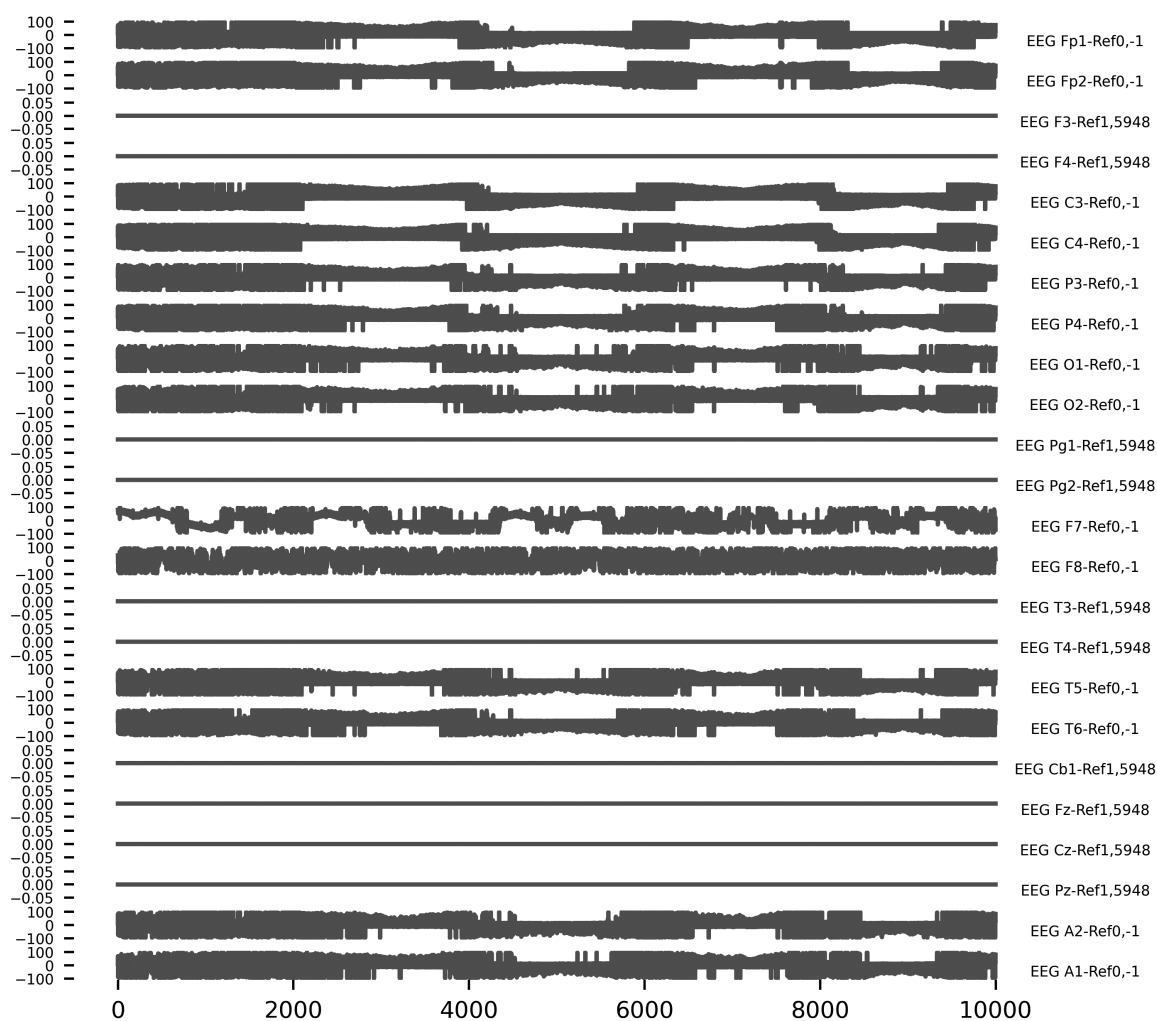 100
0
EEG Fp1-Ref0,-1
−100
100
0
EEG Fp2-Ref0,-1
−100
0.05
0.00
EEG F3-Ref1,5948
−0.05
0.05
0.00
EEG F4-Ref1,5948
−0.05
100
0
EEG C3-Ref0,-1
−100
100
0
EEG C4-Ref0,-1
−100
100
0
EEG P3-Ref0,-1
−100
100
0
EEG P4-Ref0,-1
−100
100
0
EEG O1-Ref0,-1
−100
100
0
EEG O2-Ref0,-1
−100
0.05
0.00
EEG Pg1-Ref1,5948
−0.05
0.05
0.00
EEG Pg2-Ref1,5948
−0.05
100
0
EEG F7-Ref0,-1
−100
100
0
EEG F8-Ref0,-1
−100
0.05
0.00
EEG T3-Ref1,5948
−0.05
0.05
0.00
EEG T4-Ref1,5948
−0.05
100
0
EEG T5-Ref0,-1
−100
100
0
EEG T6-Ref0,-1
−100
0.05
0.00
EEG Cb1-Ref1,5948
−0.05
0.05
0.00
EEG Fz-Ref1,5948
−0.05
0.05
0.00
EEG Cz-Ref1,5948
−0.05
0.05
0.00
EEG Pz-Ref1,5948
−0.05
100
0
EEG A2-Ref0,-1
−100
100
0
EEG A1-Ref0,-1
−100
0 2000 4000 6000 8000 10000